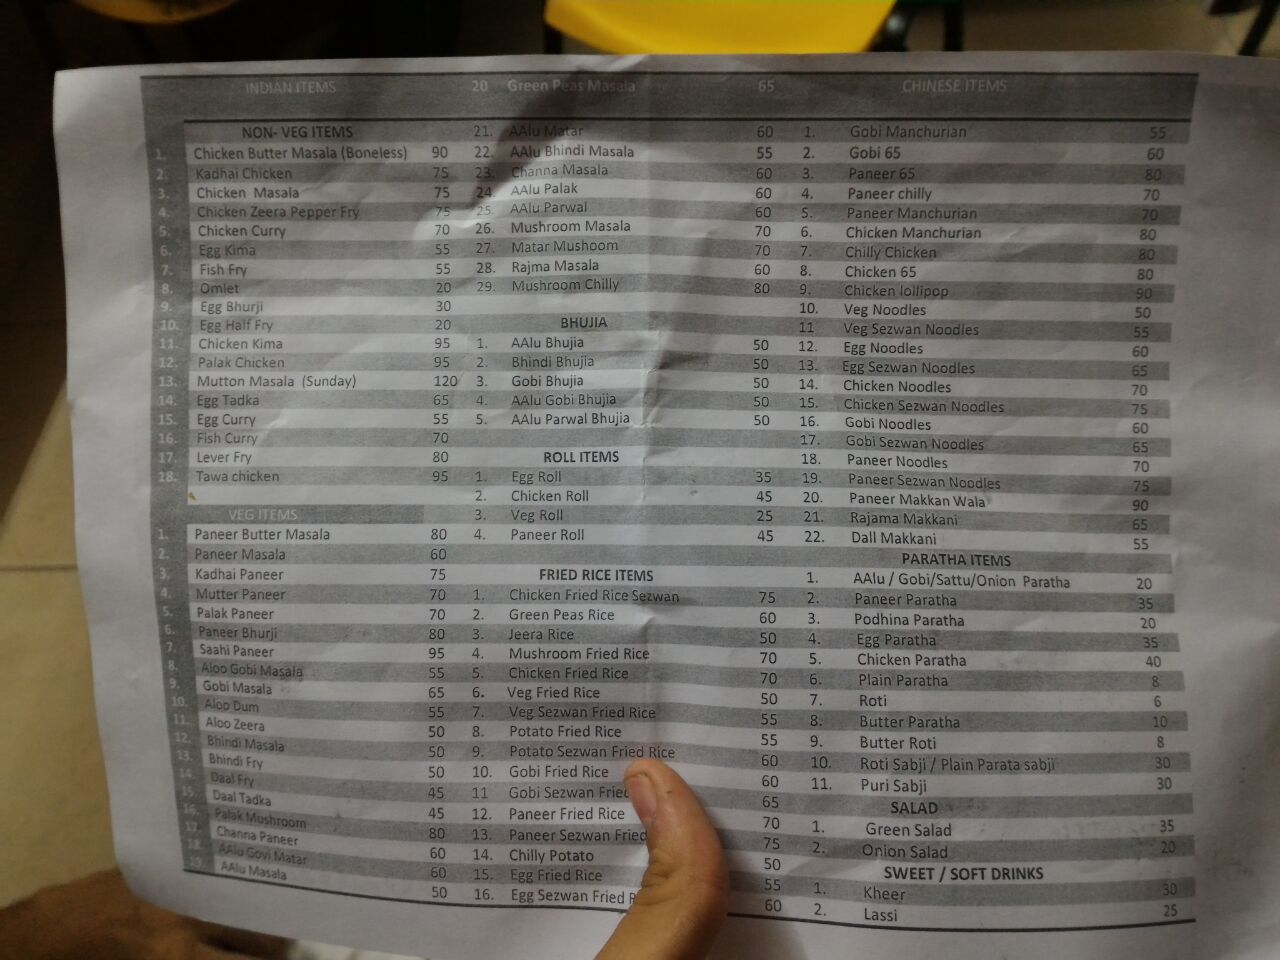 INDIAN ITEMS
NON- VEG ITEMS
1. Chicken Butter Masala (Boneless) 90
2. Kadhai Chicken 75
3. Chicken Masala 75
4. Chicken Zeera Pepper Fry 75
5. Chicken Curry 70
6. Egg Kima 55
7. Fish Fry 55
8. Omlet 20
9. Egg Bhurji 30
10. Egg Half Fry 20
11. Chicken Kima 95
12. Palak Chicken 95
13. Mutton Masala (Sunday) 120
14. Egg Tadka 65
15. Egg Curry 55
16. Fish Curry 70
17. Lever Fry 80
18. Tawa chicken 95
VEG ITEMS
1. Paneer Butter Masala 80
2. Paneer Masala 60
3. Kadhai Paneer 75
4. Mutter Paneer 70
5. Palak Paneer 70
6. Paneer Bhurji 80
7. Saahi Paneer 95
8. Aloo Gobi Masala 55
9. Gobi Masala 65
10. Aloo Dum 55
11. Aloo Zeera 50
12. Bhindi Masala 50
13. Bhindi Fry 50
14. Daal Fry 45
15. Daal Tadka 45
16. Palak Mushroom 80
17. Channa Paneer 60
18. AAlu Govi Matar 60
19. AAlu Masala 50
20 Green Peas Masala 65
21. AAlu Matar 60
22. AAlu Bhindi Masala 55
23. Channa Masala 60
24. AAlu Palak 60
25. AAlu Parwal 60
26. Mushroom Masala 70
27. Matar Mushoom 70
28. Rajma Masala 60
29. Mushroom Chilly 80
BHUJIA
1. AAlu Bhujia 50
2. Bhindi Bhujia 50
3. Gobi Bhujia 50
4. AAlu Gobi Bhujia 50
5. AAlu Parwal Bhujia 50
ROLL ITEMS
1. Egg Roll 35
2. Chicken Roll 45
3. Veg Roll 25
4. Paneer Roll 45
FRIED RICE ITEMS
1. Chicken Fried Rice Sezwan 75
2. Green Peas Rice 60
3. Jeera Rice 50
4. Mushroom Fried Rice 70
5. Chicken Fried Rice 70
6. Veg Fried Rice 50
7. Veg Sezwan Fried Rice 55
8. Potato Fried Rice 55
9. Potato Sezwan Fried Rice 60
10. Gobi Fried Rice 60
11 Gobi Sezwan 65
12. Paneer Fried Rice 70
13. Paneer Sezwan Fried 75
14. Chilly Potato 50
15. Egg Fried Rice 55
16. Egg Sezwan Fried 60
CHINESE ITEMS
1. Gobi Manchurian 55
2. Gobi 65 60
3. Paneer 65 80
4. Paneer chilly 70
5. Paneer Manchurian 70
6. Chicken Manchurian 80
7. Chilly Chicken 80
8. Chicken 65 80
9. Chicken lollipop 90
10. Veg Noodles 50
11 Veg Sezwan Noodles 55
12. Egg Noodles 60
13. Egg Sezwan Noodles 65
14. Chicken Noodles 70
15. Chicken Sezwan Noodles 75
16. Gobi Noodles 60
17. Gobi Sezwan Noodles 65
18. Paneer Noodles 70
19. Paneer Sezwan Noodles 75
20. Paneer Makkan Wala 90
21. Rajama Makkani 65
22. Dall Makkani 55
PARATHA ITEMS
1. AAlu / Gobi/Sattu/Onion Paratha 20
2. Paneer Paratha 35
3. Podhina Paratha 20
4. Egg Paratha 35
5. Chicken Paratha 40
6. Plain Paratha 8
7. Roti 6
8. Butter Paratha 10
9. Butter Roti 8
10. Roti Sabji / Plain Parata sabji 30
11. Puri Sabji 30
SALAD
1. Green Salad 35
2. Onion Salad 20
SWEET / SOFT DRINKS
1. Kheer 30
2. Lassi 25